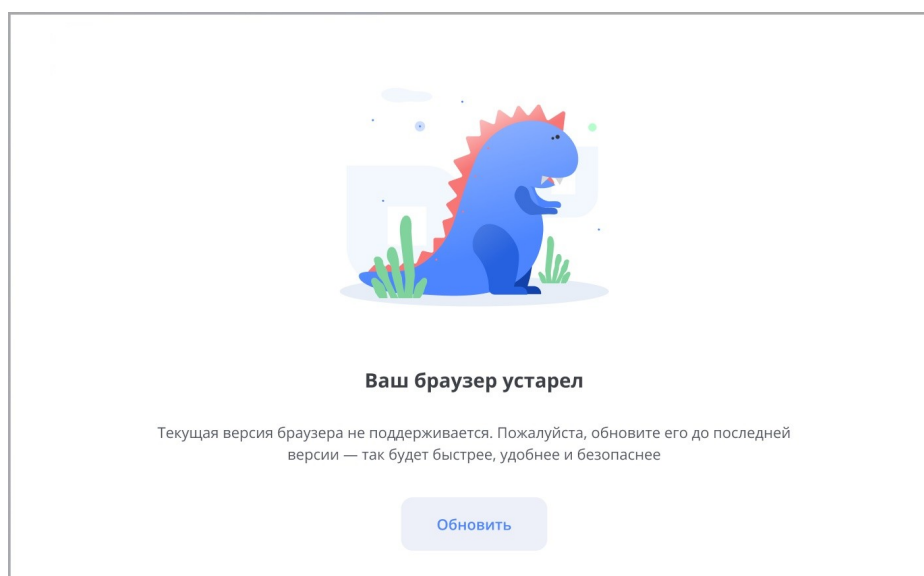 Ваш браузер устарел
Текущая версия браузера не поддерживается. Пожалуйста, обновите его до последней
версии — так будет быстрее, удобнее и безопаснее
Обновить